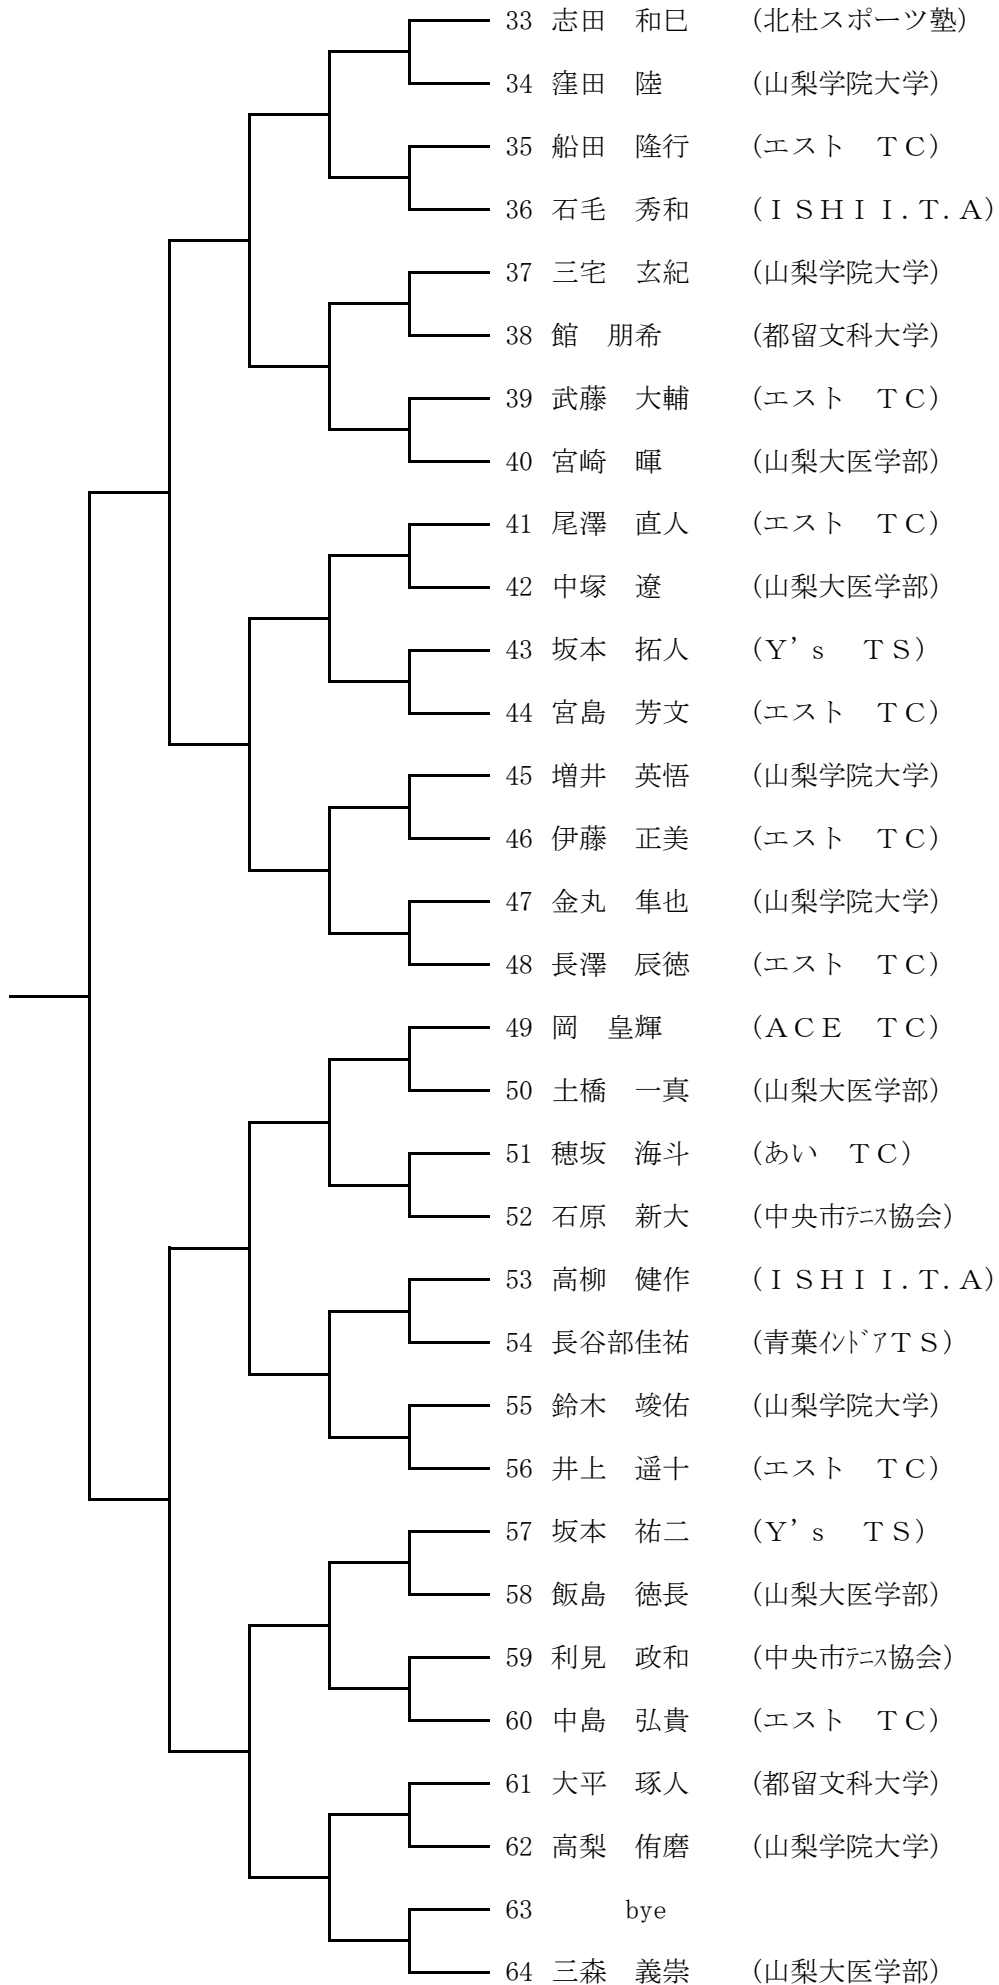 33 志田　和巳　(北杜スポーツ塾)
34 窪田　陸　(山梨学院大学)
35 船田　隆行　(エスト　ＴＣ)
36 石毛　秀和　(ＩＳＨＩＩ.Ｔ.Ａ)
37 三宅　玄紀　(山梨学院大学)
38 館　朋希　(都留文科大学)
39 武藤　大輔　(エスト　ＴＣ)
40 宮崎　暉　(山梨大医学部)
41 尾澤　直人　(エスト　ＴＣ)
42 中塚　遼　(山梨大医学部)
43 坂本　拓人　(Ｙ’ｓ　ＴＳ)
44 宮島　芳文　(エスト　ＴＣ)
45 増井　英悟　(山梨学院大学)
46 伊藤　正美　(エスト　ＴＣ)
47 金丸　隼也　(山梨学院大学)
48 長澤　辰徳　(エスト　ＴＣ)
49 岡　皇輝　(ＡＣＥ　ＴＣ)
50 土橋　一真　(山梨大医学部)
51 穂坂　海斗　(あい　ＴＣ)
52 石原　新大　(中央市ﾃﾆｽ協会)
53 高柳　健作　(ＩＳＨＩＩ.Ｔ.Ａ)
54 長谷部佳祐　(青葉ｲﾝﾄﾞｱＴＳ)
55 鈴木　竣佑　(山梨学院大学)
56 井上　遥十　(エスト　ＴＣ)
57 坂本　祐二　(Ｙ’ｓ　ＴＳ)
58 飯島　徳長　(山梨大医学部)
59 利見　政和　(中央市ﾃﾆｽ協会)
60 中島　弘貴　(エスト　ＴＣ)
61 大平　琢人　(都留文科大学)
62 高梨　侑磨　(山梨学院大学)
63 bye
64 三森　義崇　(山梨大医学部)